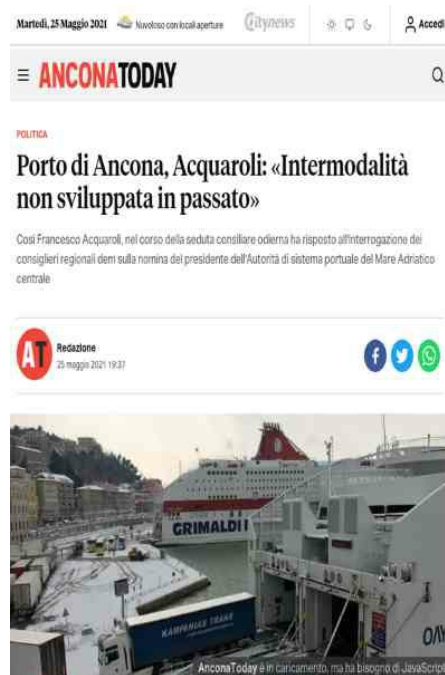 Martedì, 25 Maggio 2021 Nuvoloso con locali aperture Citynews Accedi
ANCONATODAY
POLITICA
Porto di Ancona, Acquaroli: «Intermodalità
non sviluppata in passato»
Così Francesco Acquaroli, nel corso della seduta consiliare odierna ha risposto all'interrogazione dei
consiglieri regionali dem sulla nomina del presidente dell'Autorità di sistema portuale del Mare Adriatico
centrale
AT
Redazione
25 maggio 2021 19:37
GRIMALDI
AnconaToday è in caricamento, ma ha bisogno di JavaScript